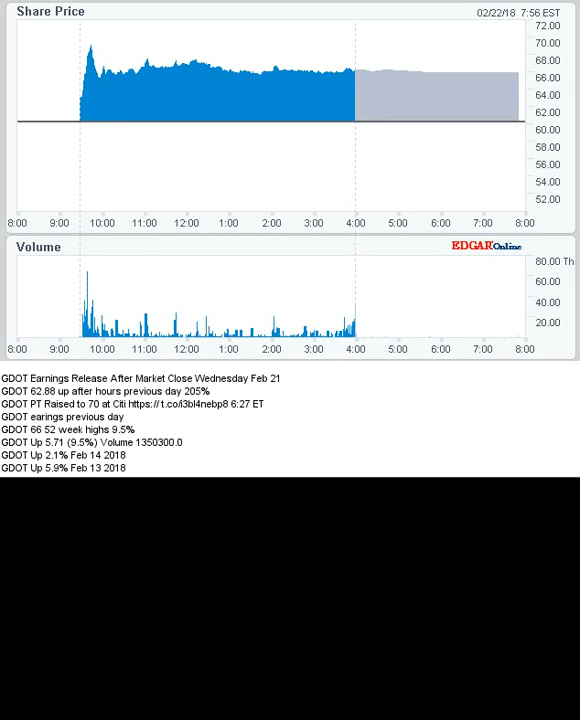 Share Price
02/22/18 7:56 EST
72.00
70.00
68.00
66.00
64.00
62.00
60.00
58.00
56.00
54.00
52.00
8:00 9:00 10:00 11:00 12:00 1:00 2:00 3:00 4:00 5:00 6:00 7:00 8:00
Volume
EDGAR Online
80.00 Th
60.00
40.00
20.00
8:00 9:00 10:00 11:00 12:00 1:00 2:00 3:00 4:00 5:00 6:00 7:00 8:00
GDOT Earnings Release After Market Close Wednesday Feb 21
GDOT 62.88 up after hours previous day 205%
GDOT PT Raised to 70 at Citi https://t.co/i3bl4nebp8 6:27 ET
GDOT earings previous day
GDOT 66 52 week highs 9.5%
GDOT Up 5.71 (9.5%) Volume 1350300.0
GDOT Up 2.1% Feb 14 2018
GDOT Up 5.9% Feb 13 2018